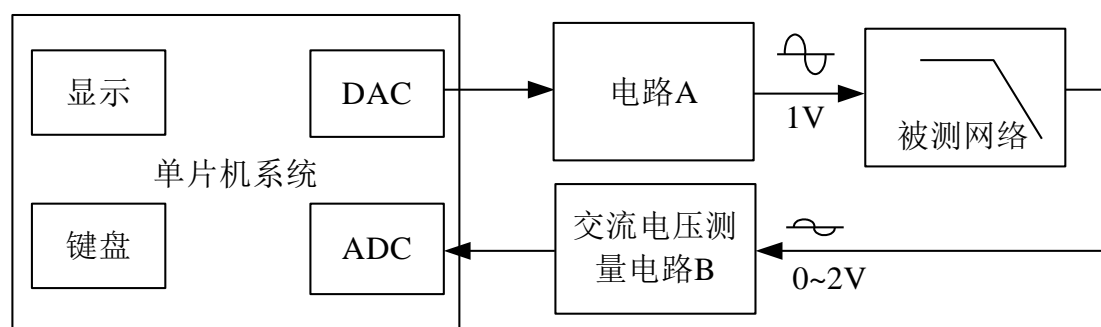 显示
DAC
电路A
1V
被测网络
单片机系统
键盘
ADC
交流电压测
量电路B
0~2V